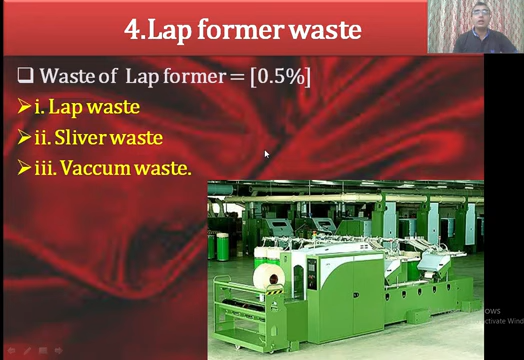 4.Lap former waste
Waste of Lap former = [0.5%]
i. Lap waste
ii. Sliver waste
iii. Vaccum waste.